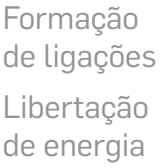 Formação
de ligações
Libertação
de energia